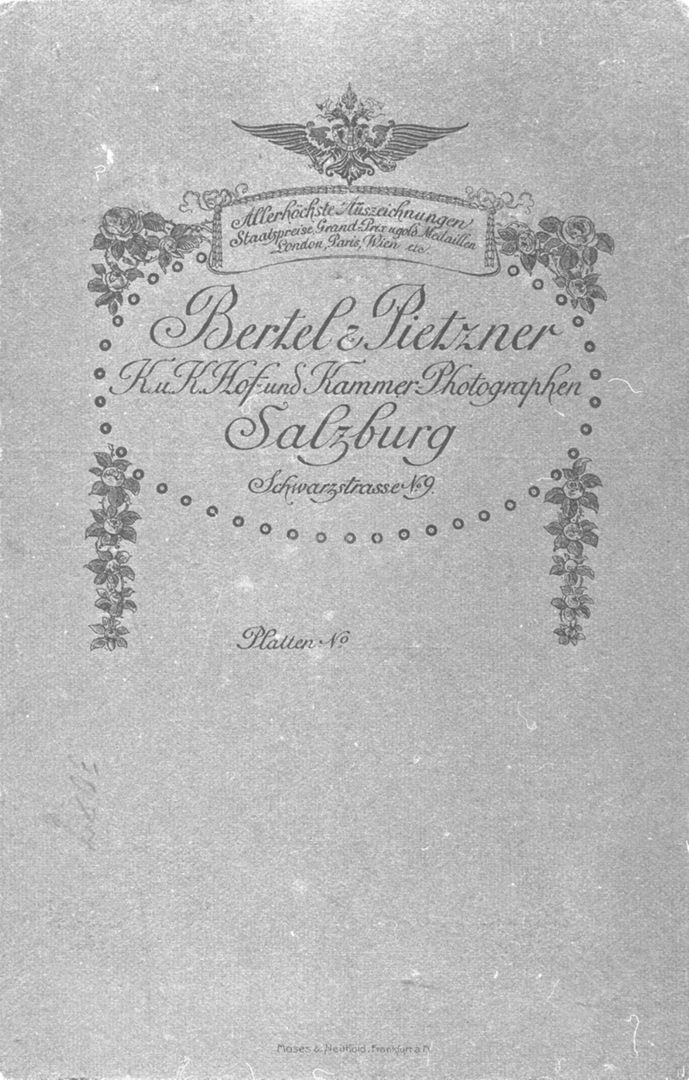 Allerhöchste Auszeichnungen
Staatspreise, Grand-Prix u gold. Medaillen
London, Paris, Wien etc.
Bertel & Pietzner
K.u.K. Hof- und Kammer-Photographen
Salzburg
Schwarzstrasse No 9.
Platten-No
Moses & Neithold. Frankfurt a M.